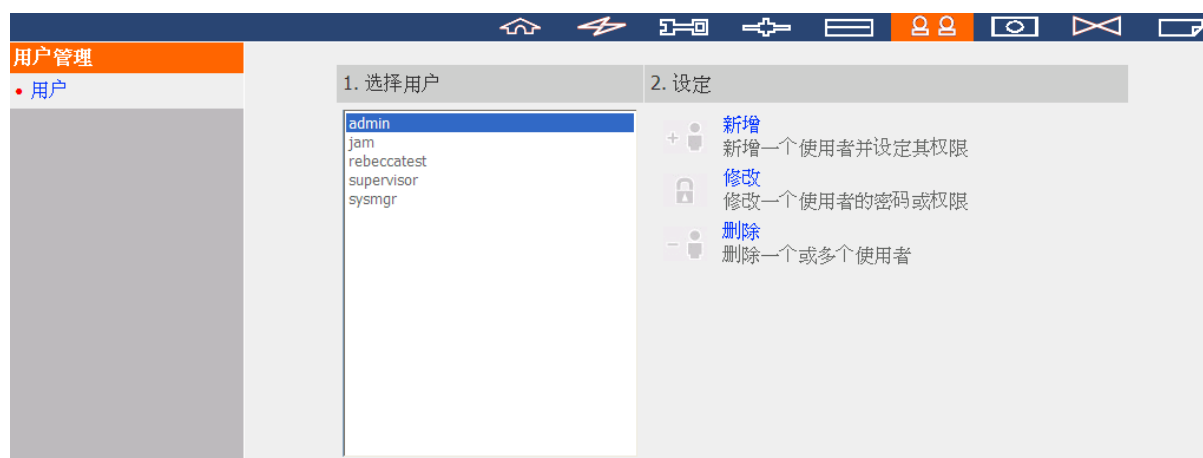 用户管理
• 用户
1. 选择用户
2. 设定
admin
jam
rebeccatest
supervisor
sysmgr
新增
新增一个使用者并设定其权限
修改
修改一个使用者的密码或权限
删除
删除一个或多个使用者